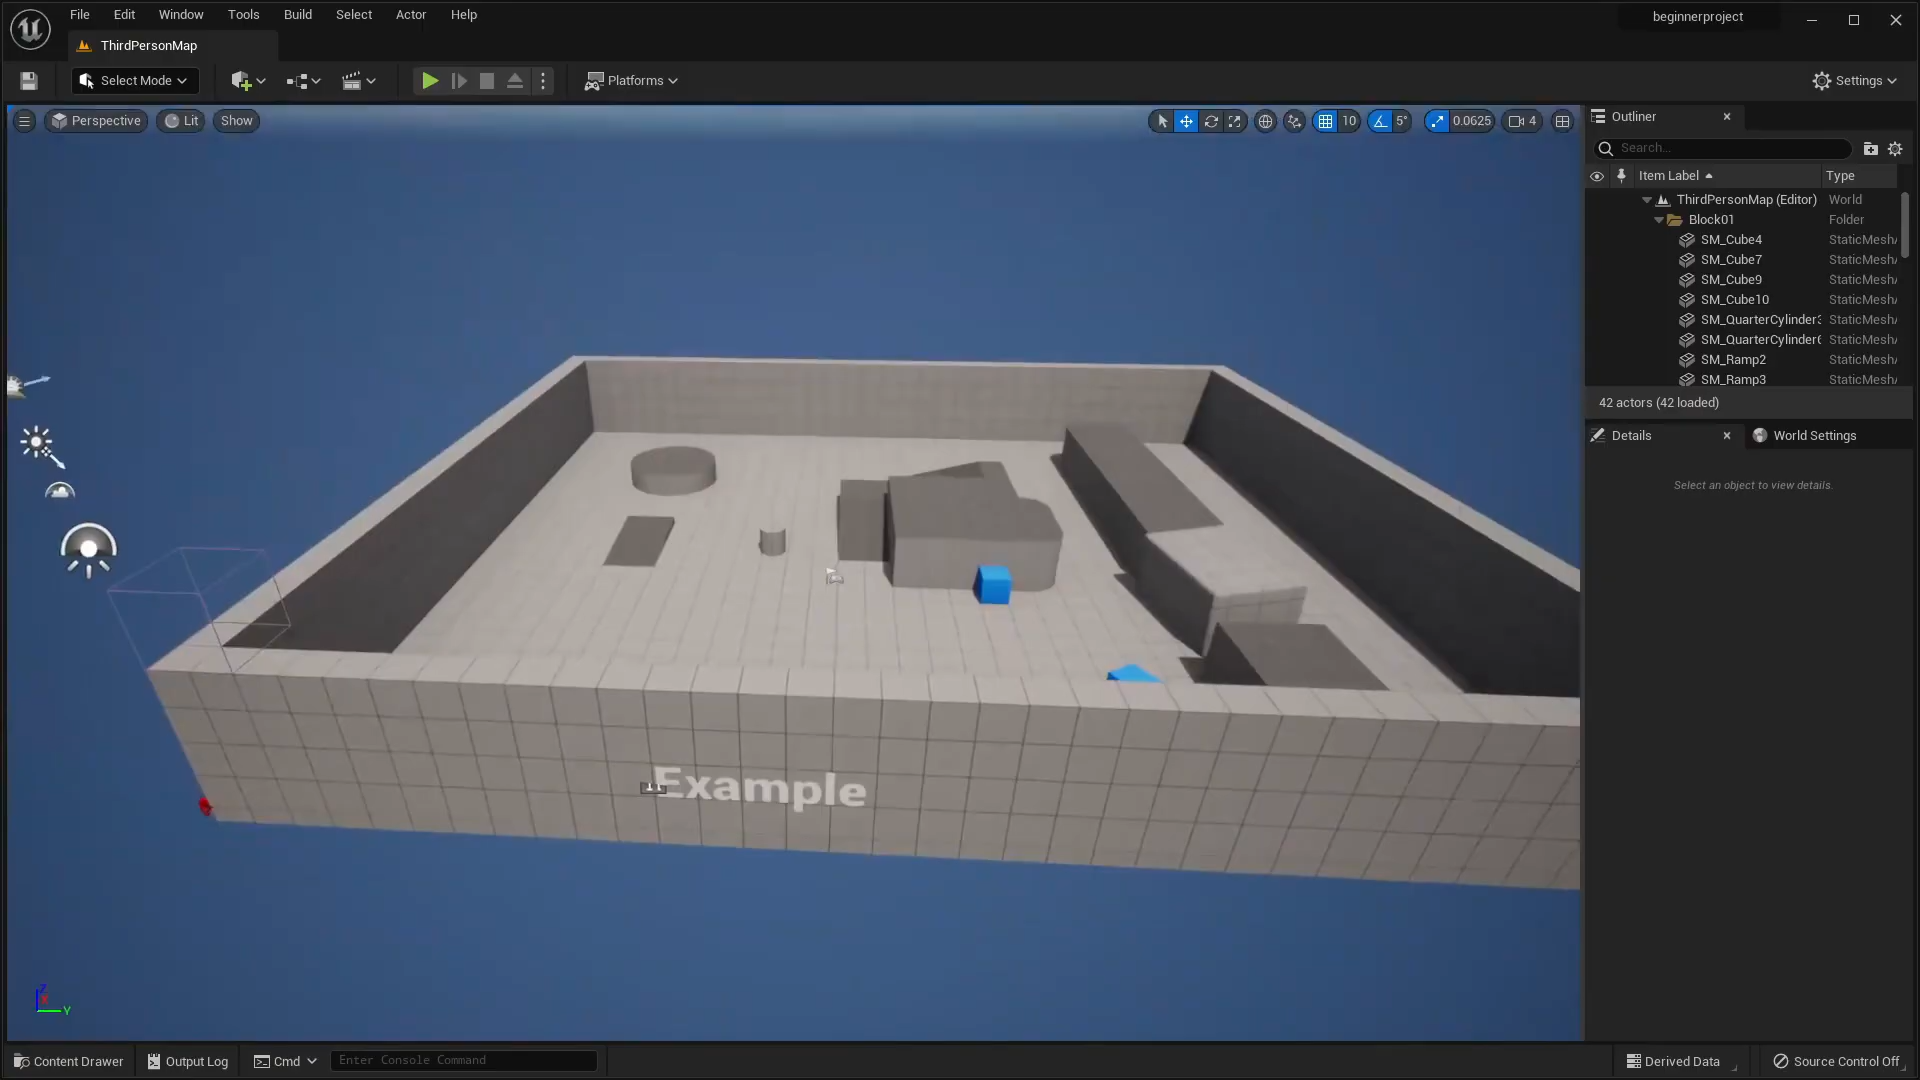 File Edit Window Tools Build Select Actor Help
beginnerproject
ThirdPersonMap
Select Mode
Platforms
Settings
Perspective Lit Show
10 5° 0.0625 4
Outliner
Search...
Item Label Type
ThirdPersonMap (Editor) World
Block01 Folder
SM_Cube4 StaticMesh
SM_Cube7 StaticMesh
SM_Cube9 StaticMesh
SM_Cube10 StaticMesh
SM_QuarterCylinder StaticMesh
SM_QuarterCylinder StaticMesh
SM_Ramp2 StaticMesh
SM_Ramp3 StaticMesh
42 actors (42 loaded)
Details World Settings
Select an object to view details.
Example
Z
X
Y
Content Drawer Output Log Cmd Enter Console Command
Derived Data Source Control Off